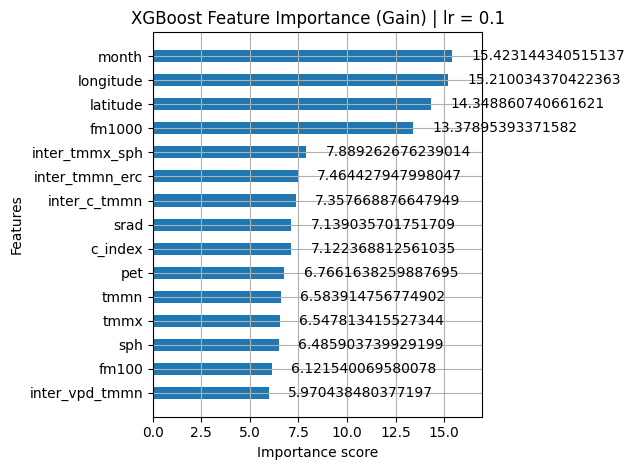 XGBoost Feature Importance (Gain) | lr = 0.1
Features
month 15.423144340515137
longitude 15.210034370422363
latitude 14.348860740661621
fm1000 13.37895393371582
inter_tmmx_sph 7.889262676239014
inter_tmmn_erc 7.464427947998047
inter_c_tmmn 7.357668876647949
srad 7.139035701751709
c_index 7.122368812561035
pet 6.7661638259887695
tmmn 6.583914756774902
tmmx 6.547813415527344
sph 6.485903739929199
fm100 6.121540069580078
inter_vpd_tmmn 5.970438480377197
0.0 2.5 5.0 7.5 10.0 12.5 15.0
Importance score